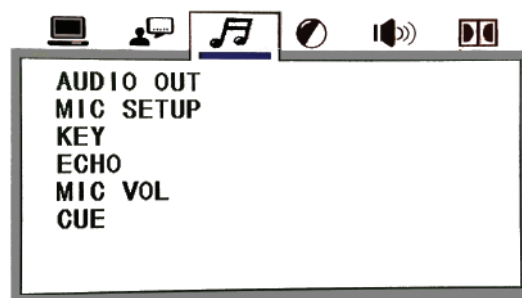 AUDIO OUT
MIC SETUP
KEY
ECHO
MIC VOL
CUE